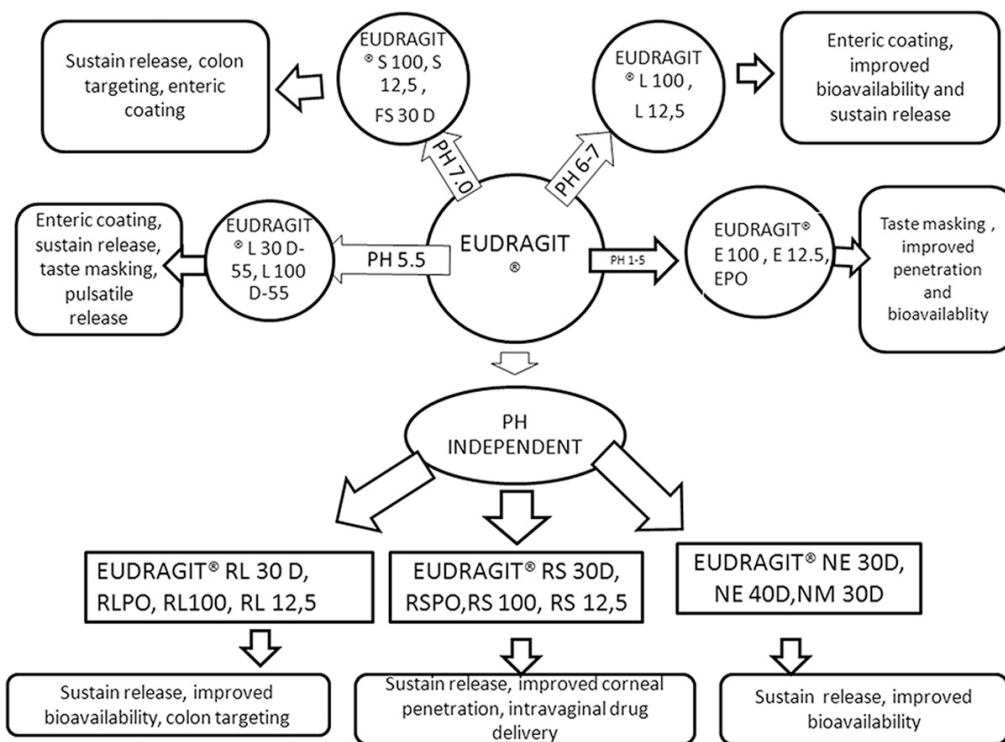 Sustain release, colon
targeting, enteric
coating
EUDRAGIT
® S 100, S
12,5 ,
FS 30 D
EUDRAGIT
® L 100 ,
L 12,5
Enteric coating,
improved
bioavailability and
sustain release
PH 7.0
PH 6-7
Enteric coating,
sustain release,
taste masking,
pulsatile
release
EUDRAGIT
® L 30 D-
55, L 100
D-55
PH 5.5
EUDRAGIT
®
PH 1-5
EUDRAGIT®
E 100 , E 12.5,
EPO
Taste masking ,
improved
penetration
and
bioavailablity
PH
INDEPENDENT
EUDRAGIT® RL 30 D,
RLPO, RL100, RL 12,5
EUDRAGIT® RS 30D,
RSPO,RS 100, RS 12,5
EUDRAGIT® NE 30D,
NE 40D,NM 30D
Sustain release, improved
bioavailability, colon targeting
Sustain release, improved corneal
penetration, intravaginal drug
delivery
Sustain release, improved
bioavailability